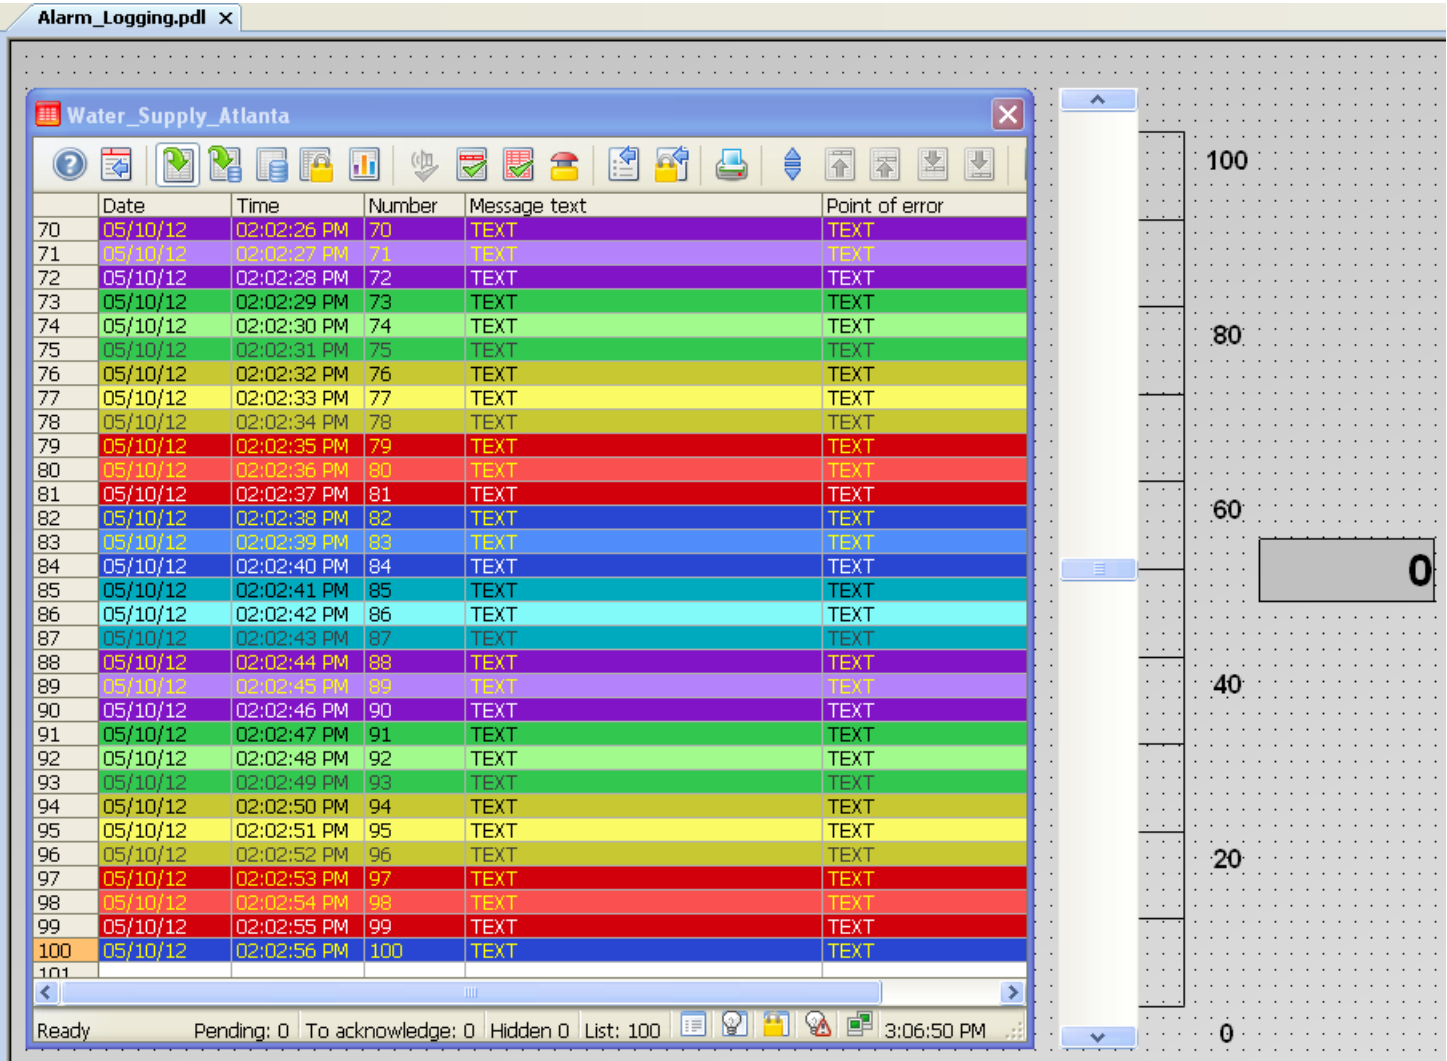 Alarm_Logging.pdl X
Water_Supply_Atlanta
Date Time Number Message text Point of error
70 05/10/12 02:02:26 PM 70 TEXT TEXT
71 05/10/12 02:02:27 PM 71 TEXT TEXT
72 05/10/12 02:02:28 PM 72 TEXT TEXT
73 05/10/12 02:02:29 PM 73 TEXT TEXT
74 05/10/12 02:02:30 PM 74 TEXT TEXT
75 05/10/12 02:02:31 PM 75 TEXT TEXT
76 05/10/12 02:02:32 PM 76 TEXT TEXT
77 05/10/12 02:02:33 PM 77 TEXT TEXT
78 05/10/12 02:02:34 PM 78 TEXT TEXT
79 05/10/12 02:02:35 PM 79 TEXT TEXT
80 05/10/12 02:02:36 PM 80 TEXT TEXT
81 05/10/12 02:02:37 PM 81 TEXT TEXT
82 05/10/12 02:02:38 PM 82 TEXT TEXT
83 05/10/12 02:02:39 PM 83 TEXT TEXT
84 05/10/12 02:02:40 PM 84 TEXT TEXT
85 05/10/12 02:02:41 PM 85 TEXT TEXT
86 05/10/12 02:02:42 PM 86 TEXT TEXT
87 05/10/12 02:02:43 PM 87 TEXT TEXT
88 05/10/12 02:02:44 PM 88 TEXT TEXT
89 05/10/12 02:02:45 PM 89 TEXT TEXT
90 05/10/12 02:02:46 PM 90 TEXT TEXT
91 05/10/12 02:02:47 PM 91 TEXT TEXT
92 05/10/12 02:02:48 PM 92 TEXT TEXT
93 05/10/12 02:02:49 PM 93 TEXT TEXT
94 05/10/12 02:02:50 PM 94 TEXT TEXT
95 05/10/12 02:02:51 PM 95 TEXT TEXT
96 05/10/12 02:02:52 PM 96 TEXT TEXT
97 05/10/12 02:02:53 PM 97 TEXT TEXT
98 05/10/12 02:02:54 PM 98 TEXT TEXT
99 05/10/12 02:02:55 PM 99 TEXT TEXT
100 05/10/12 02:02:56 PM 100 TEXT TEXT
101
Ready Pending: 0 To acknowledge: 0 Hidden 0 List: 100 3:06:50 PM
100
80
60
0
40
20
0